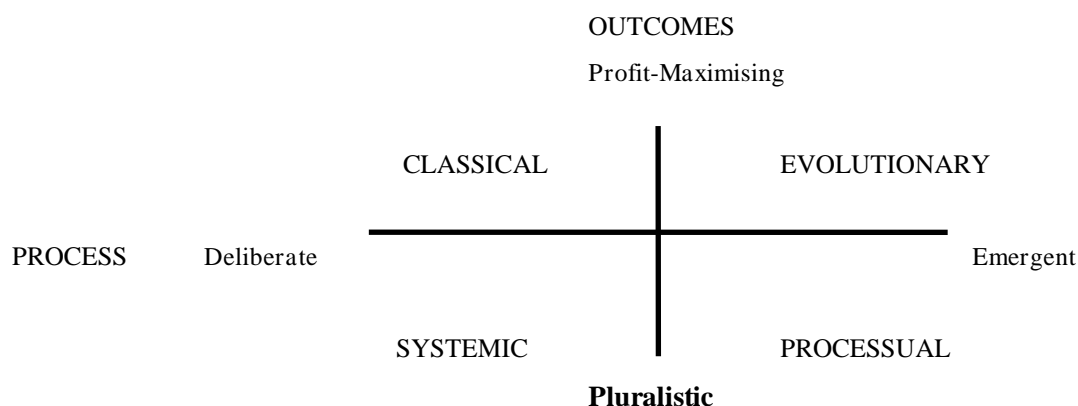 OUTCOMES
Profit-Maximising
CLASSICAL EVOLUTIONARY
PROCESS Deliberate Emergent
SYSTEMIC PROCESSUAL
Pluralistic